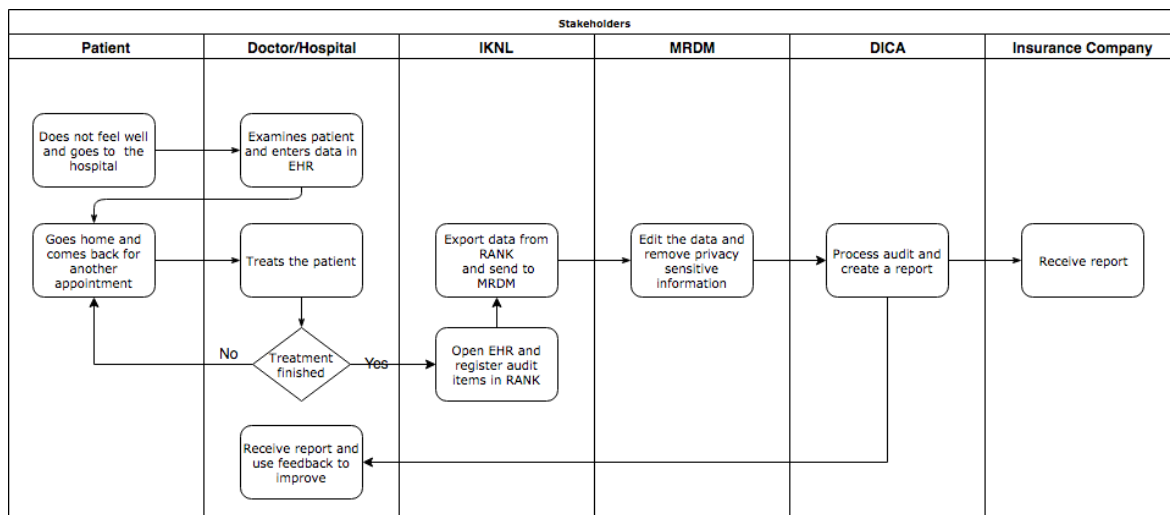 Stakeholders
Patient
Doctor/Hospital
IKNL
MRDM
DICA
Insurance Company
Does not feel well
and goes to the
hospital
Examines patient
and enters data in
EHR
Goes home and
comes back for
another
appointment
Treats the patient
Export data from
RANK
and send to
MRDM
Edit the data and
remove privacy
sensitive
information
Process audit and
create a report
Receive report
No
Treatment
finished
Yes
Open EHR and
register audit
items in RANK
Receive report and
use feedback to
improve